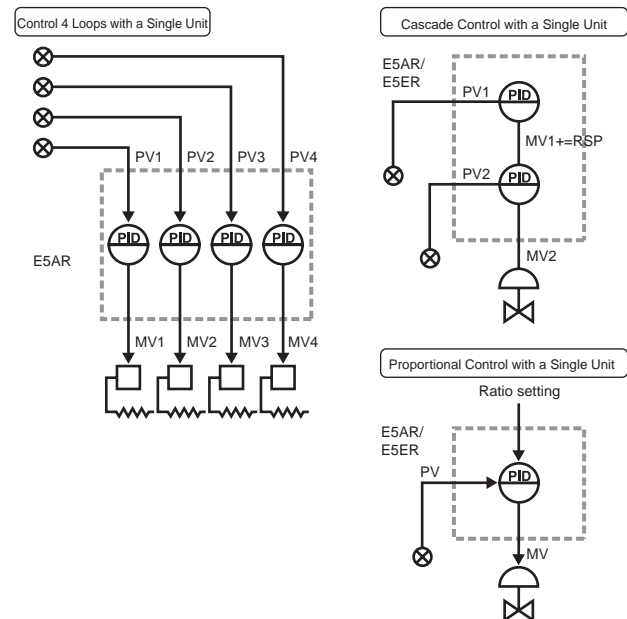 Control 4 Loops with a Single Unit
PV1 PV2 PV3 PV4
PID PID PID PID
E5AR
MV1 MV2 MV3 MV4
Cascade Control with a Single Unit
E5AR/
E5ER
PV1
PID
MV1+=RSP
PV2
PID
MV2
Proportional Control with a Single Unit
Ratio setting
E5AR/
E5ER
PV
PID
MV